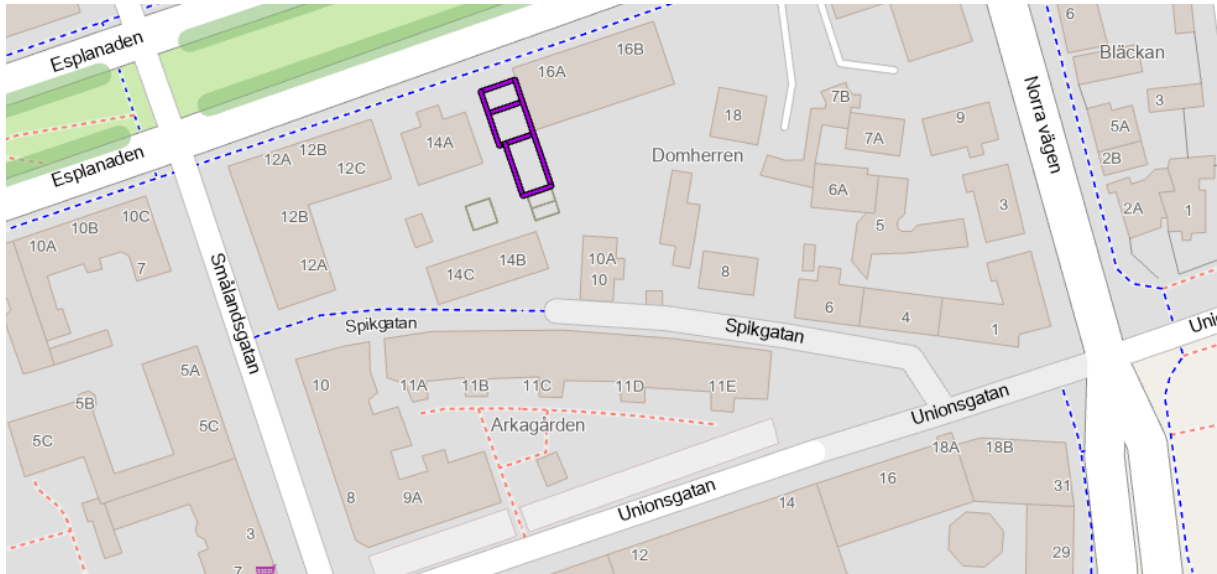 Esplanaden
16B
6
16A
Bläckan
7B
3
18
Norra vägen
9
5A
14A
7A
12B
12A
12C
Esplanaden
Domherren
2B
6A
10C
10B
12B
3
2A
1
10A
5
7
12A
10A
14B
14C
8
10
Smålandsgatan
6
4
1
Spikgatan
Spikgatan
Unionsgatan
5A
10
11A
11B
11C
11D
11E
5B
5C
Arkagården
Unionsgatan
5C
18A
18B
16
31
8
9A
Unionsgatan
14
3
12
29
7